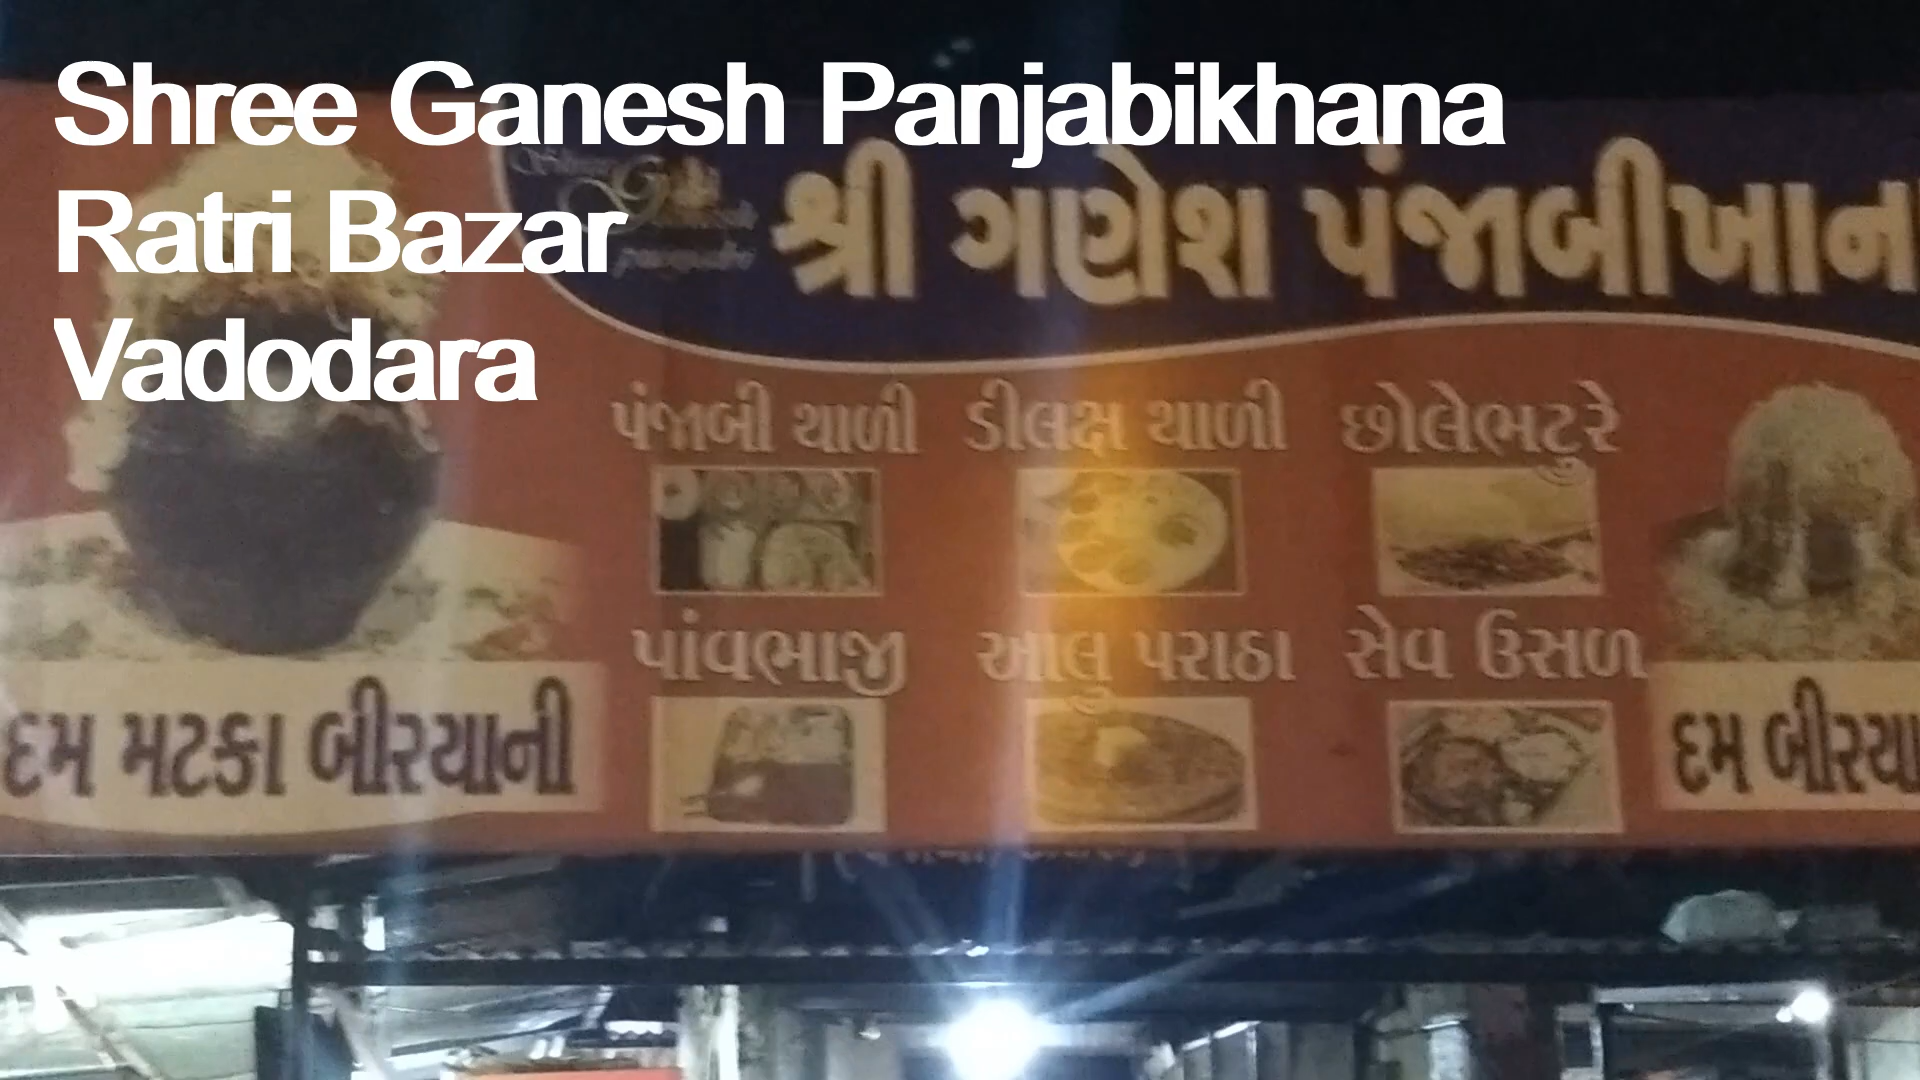 Shree Ganesh Panjabikhana
Ratri Bazar
Vadodara
શ્રી ગણેશ પંજાબીખાના
પંજાબી થાળી ડીલક્ષ થાળી છોલેભટુરે
પાંવભાજી આલુ પરાઠા સેવ ઉસળ
દમ મટકા બીરયાની
દમ બીરયા